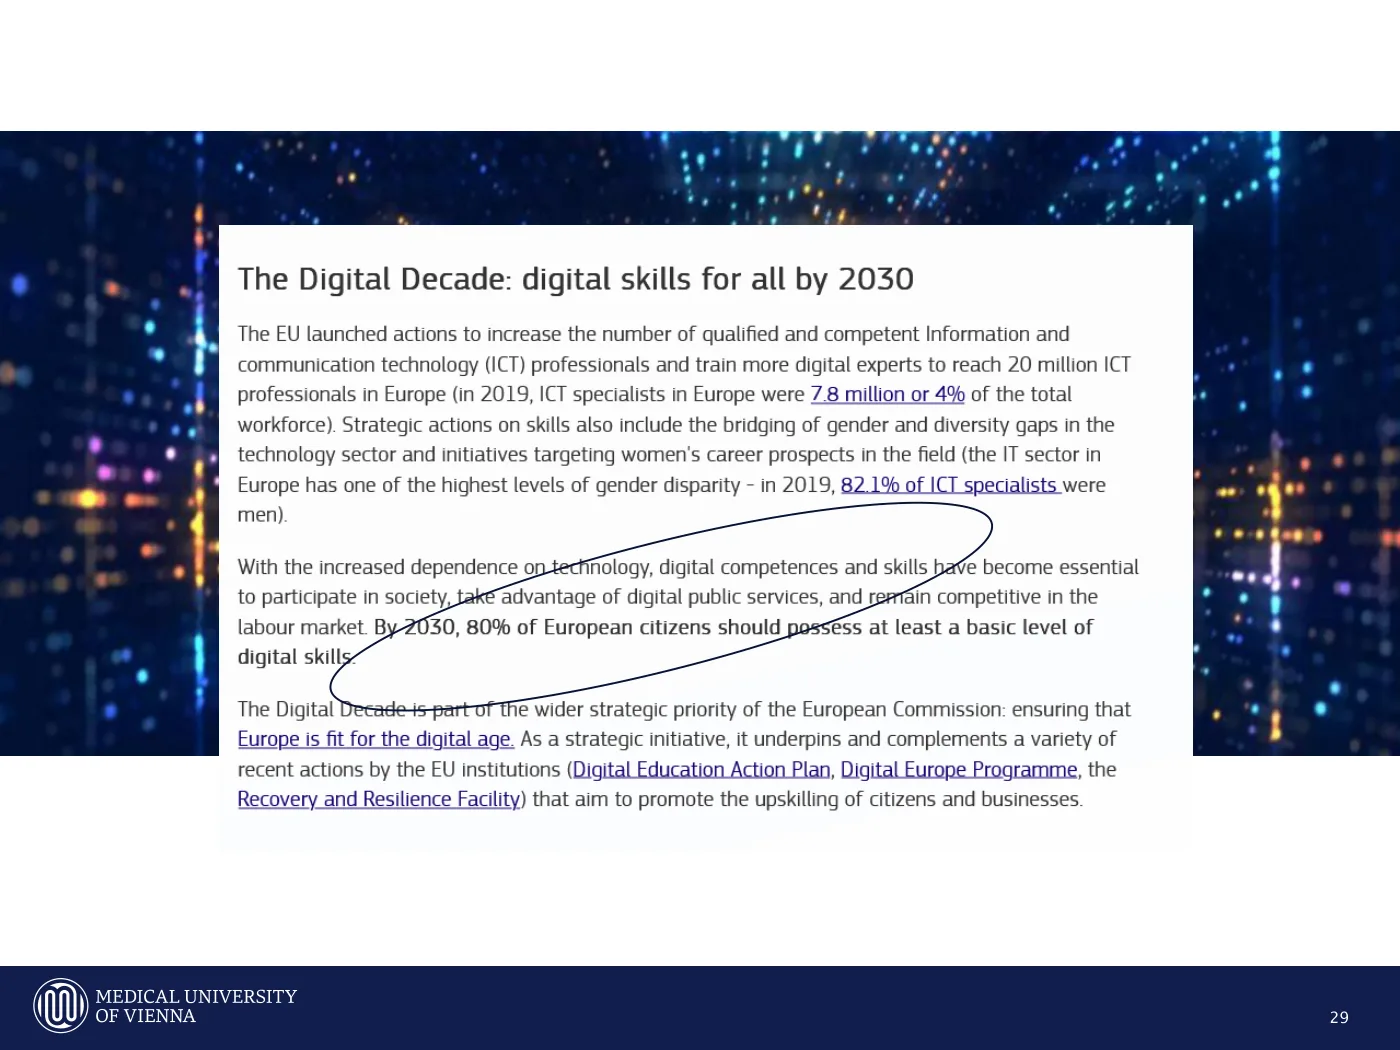 The Digital Decade: digital skills for all by 2030
The EU launched actions to increase the number of qualified and competent Information and
communication technology (ICT) professionals and train more digital experts to reach 20 million ICT
professionals in Europe (in 2019, ICT specialists in Europe were 7.8 million or 4% of the total
workforce). Strategic actions on skills also include the bridging of gender and diversity gaps in the
technology sector and initiatives targeting women's career prospects in the field (the IT sector in
Europe has one of the highest levels of gender disparity - in 2019, 82.1% of ICT specialists were
men).
With the increased dependence on technology, digital competences and skills have become essential
to participate in society, take advantage of digital public services, and remain competitive in the
labour market. By 2030, 80% of European citizens should possess at least a basic level of
digital skills.
The Digital Decade is part of the wider strategic priority of the European Commission: ensuring that
Europe is fit for the digital age. As a strategic initiative, it underpins and complements a variety of
recent actions by the EU institutions (Digital Education Action Plan, Digital Europe Programme, the
Recovery and Resilience Facility) that aim to promote the upskilling of citizens and businesses.
MEDICAL UNIVERSITY
OF VIENNA
29